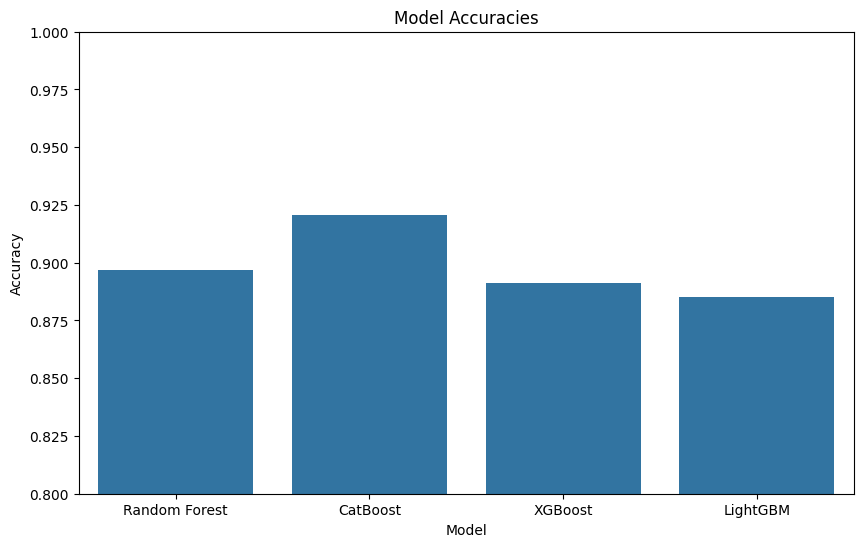 Model Accuracies
1.000
0.975
0.950
0.925
0.900
0.875
0.850
0.825
0.800
Accuracy
Random Forest CatBoost XGBoost LightGBM
Model